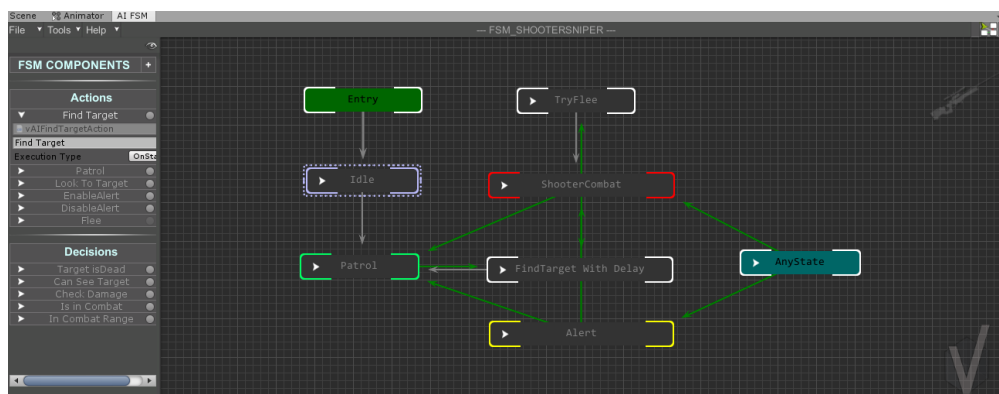 Scene Animator AI FSM
File Tools Help
— FSM_SHOOTERSNIPER —
FSM COMPONENTS +
Actions
Find Target
vAIFindTargetAction
Find Target
Execution Type OnSta
Patrol
Look To Target
EnableAlert
DisableAlert
Flee
Decisions
Target isDead
Can See Target
Check Damage
Is in Combat
In Combat Range
Entry
TryFlee
Idle
ShooterCombat
Patrol
FindTarget With Delay
AnyState
Alert